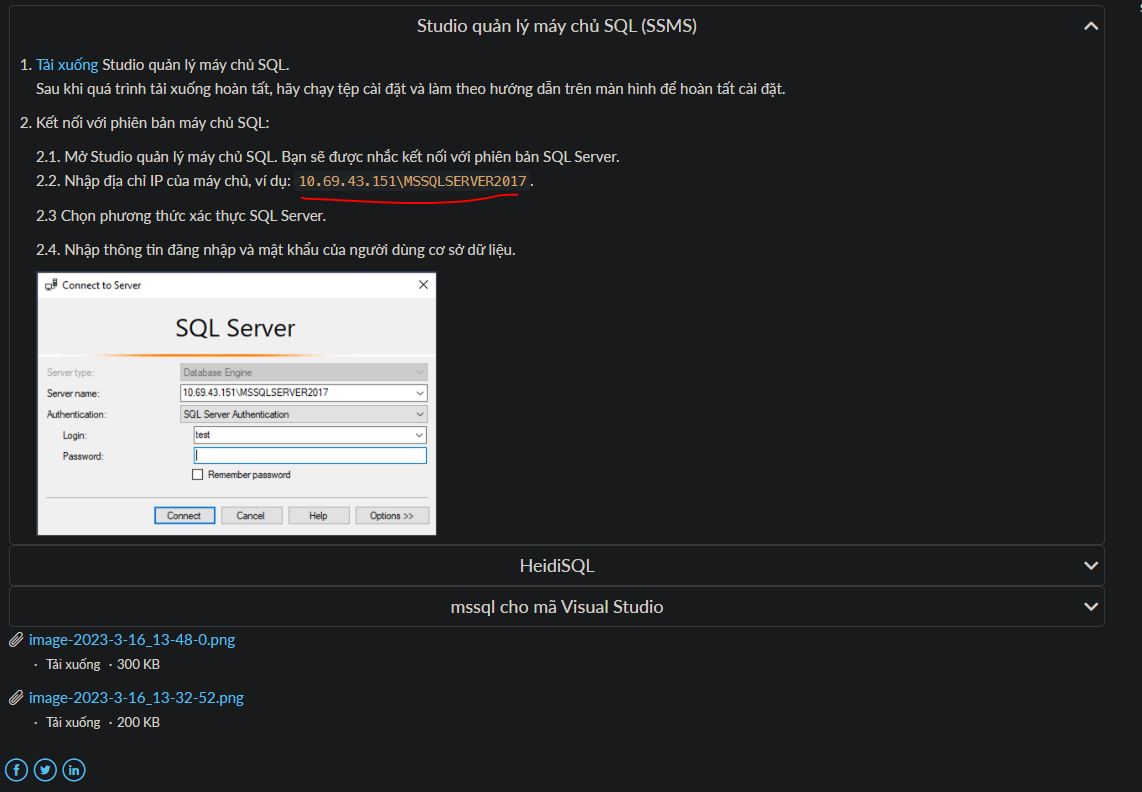 Studio quản lý máy chủ SQL (SSMS)
1. Tải xuống Studio quản lý máy chủ SQL.
Sau khi quá trình tải xuống hoàn tất, hãy chạy tệp cài đặt và làm theo hướng dẫn trên màn hình để hoàn tất cài đặt.
2. Kết nối với phiên bản máy chủ SQL:
2.1. Mở Studio quản lý máy chủ SQL. Bạn sẽ được nhắc kết nối với phiên bản SQL Server.
2.2. Nhập địa chỉ IP của máy chủ, ví dụ: 10.69.43.151\MSSQLSERVER2017 .
2.3 Chọn phương thức xác thực SQL Server.
2.4. Nhập thông tin đăng nhập và mật khẩu của người dùng cơ sở dữ liệu.
Connect to Server
SQL Server
Server type: Database Engine
Server name: 10.69.43.151\MSSQLSERVER2017
Authentication: SQL Server Authentication
Login: test
Password:
Remember password
Connect Cancel Help Options >>
HeidiSQL
mssql cho mã Visual Studio
image-2023-3-16_13-48-0.png
· Tải xuống · 300 KB
image-2023-3-16_13-32-52.png
· Tải xuống · 200 KB